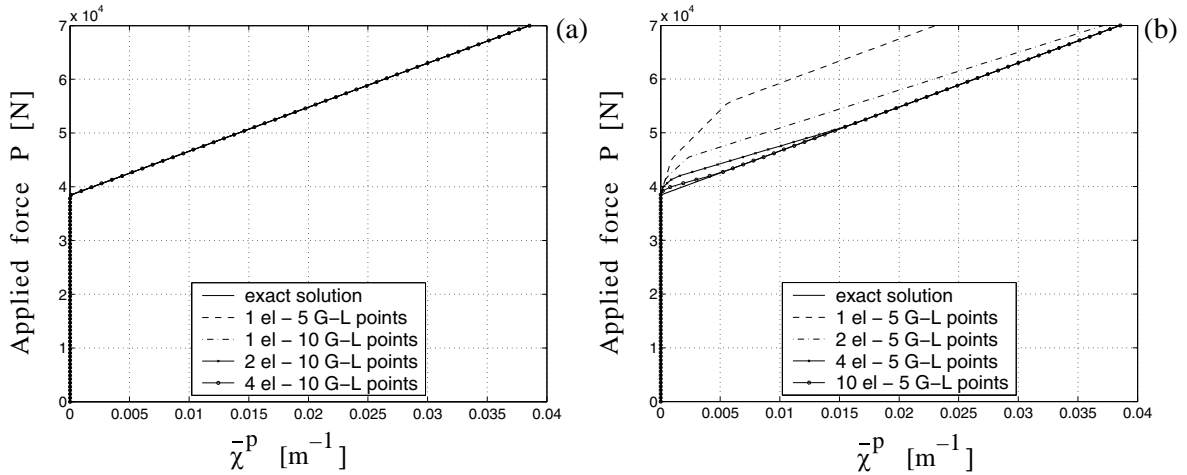 (a)
x 10⁴
7
6
5
4
3
2
1
0
Applied force P [N]
0 0.005 0.01 0.015 0.02 0.025 0.03 0.035 0.04
χ̄ᵖ [m⁻¹]
exact solution
1 el − 5 G−L points
1 el − 10 G−L points
2 el − 10 G−L points
4 el − 10 G−L points
(b)
x 10⁴
7
6
5
4
3
2
1
0
Applied force P [N]
0 0.005 0.01 0.015 0.02 0.025 0.03 0.035 0.04
χ̄ᵖ [m⁻¹]
exact solution
1 el − 5 G−L points
2 el − 5 G−L points
4 el − 5 G−L points
10 el − 5 G−L points